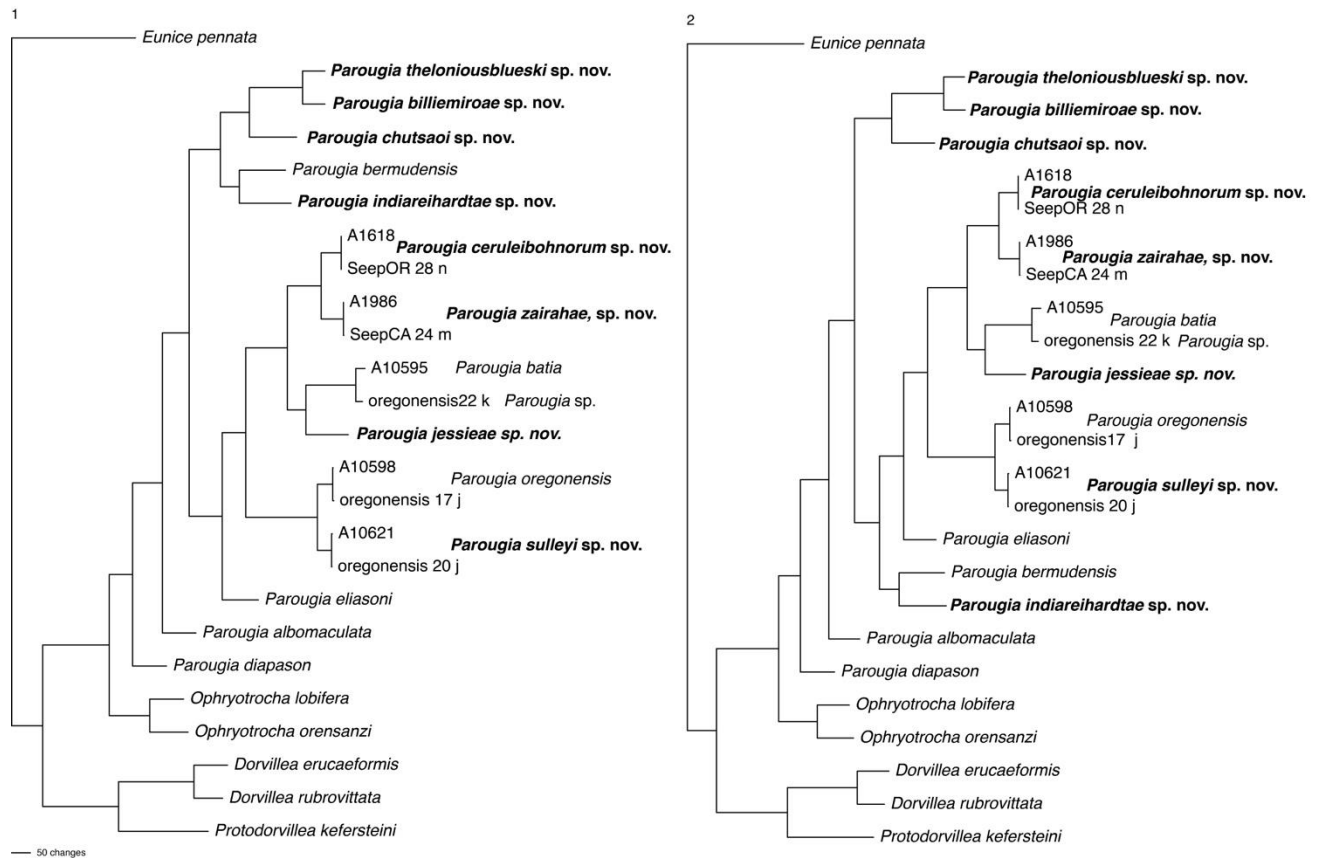 1
Eunice pennata
Parougia theloniousblueski sp. nov.
Parougia billiemiroae sp. nov.
Parougia chutsaoi sp. nov.
Parougia bermudensis
Parougia indiareihardtae sp. nov.
A1618
Parougia ceruleibohnorum sp. nov.
SeepOR 28 n
A1986
Parougia zairahae, sp. nov.
SeepCA 24 m
A10595 Parougia batia
oregonensis22 k Parougia sp.
Parougia jessieae sp. nov.
A10598
Parougia oregonensis
oregonensis 17 j
A10621
Parougia sulleyi sp. nov.
oregonensis 20 j
Parougia eliasoni
Parougia albomaculata
Parougia diapason
Ophryotrocha lobifera
Ophryotrocha orensanzi
Dorvillea erucaeformis
Dorvillea rubrovittata
Protodorvillea kefersteini
50 changes
2
Eunice pennata
Parougia theloniousblueski sp. nov.
Parougia billiemiroae sp. nov.
Parougia chutsaoi sp. nov.
A1618
Parougia ceruleibohnorum sp. nov.
SeepOR 28 n
A1986
Parougia zairahae, sp. nov.
SeepCA 24 m
A10595
Parougia batia
oregonensis 22 k Parougia sp.
Parougia jessieae sp. nov.
A10598
Parougia oregonensis
oregonensis17 j
A10621
Parougia sulleyi sp. nov.
oregonensis 20 j
Parougia eliasoni
Parougia bermudensis
Parougia indiareihardtae sp. nov.
Parougia albomaculata
Parougia diapason
Ophryotrocha lobifera
Ophryotrocha orensanzi
Dorvillea erucaeformis
Dorvillea rubrovittata
Protodorvillea kefersteini